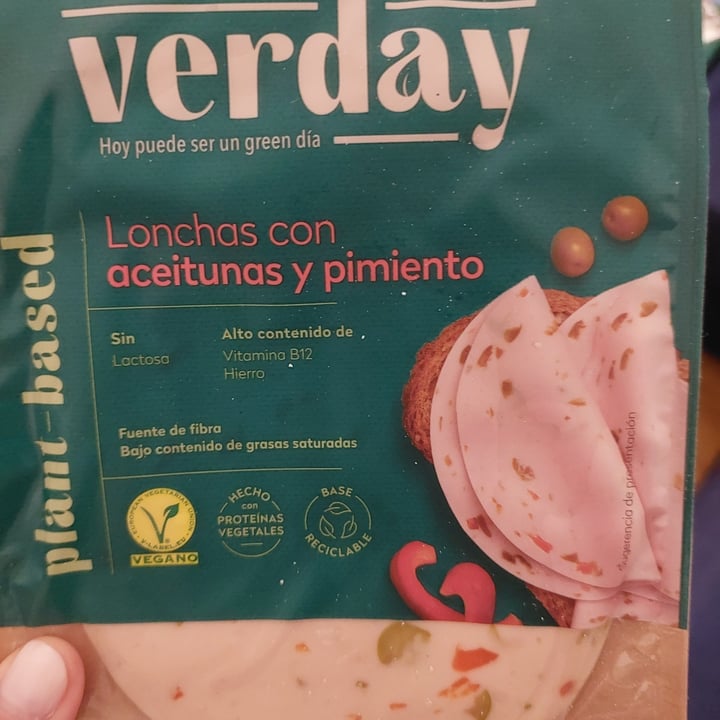 verday
Hoy puede ser un green día
plant-based
Lonchas con
aceitunas y pimiento
Sin
Lactosa
Alto contenido de
Vitamina B12
Hierro
Fuente de fibra
Bajo contenido de grasas saturadas
EUROPEAN VEGETARIAN UNION
V-LABEL.EU
VEGANO
HECHO
con
PROTEÍNAS
VEGETALES
BASE
RECICLABLE
Sugerencia de presentación